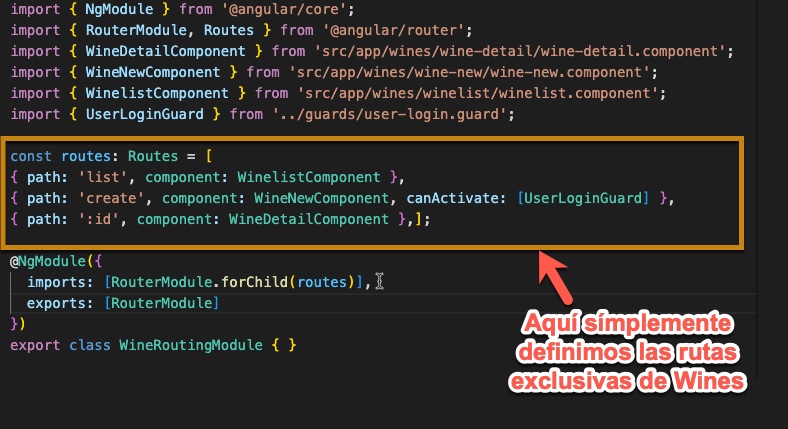 import { NgModule } from '@angular/core';
import { RouterModule, Routes } from '@angular/router';
import { WineDetailComponent } from 'src/app/wines/wine-detail/wine-detail.component';
import { WineNewComponent } from 'src/app/wines/wine-new/wine-new.component';
import { WinelistComponent } from 'src/app/wines/winelist/winelist.component';
import { UserLoginGuard } from '../guards/user-login.guard';
const routes: Routes = [
{ path: 'list', component: WinelistComponent },
{ path: 'create', component: WineNewComponent, canActivate: [UserLoginGuard] },
{ path: ':id', component: WineDetailComponent },];
@NgModule({
imports: [RouterModule.forChild(routes)],
exports: [RouterModule]
})
export class WineRoutingModule { }
Aquí símplemente
definimos las rutas
exclusivas de Wines